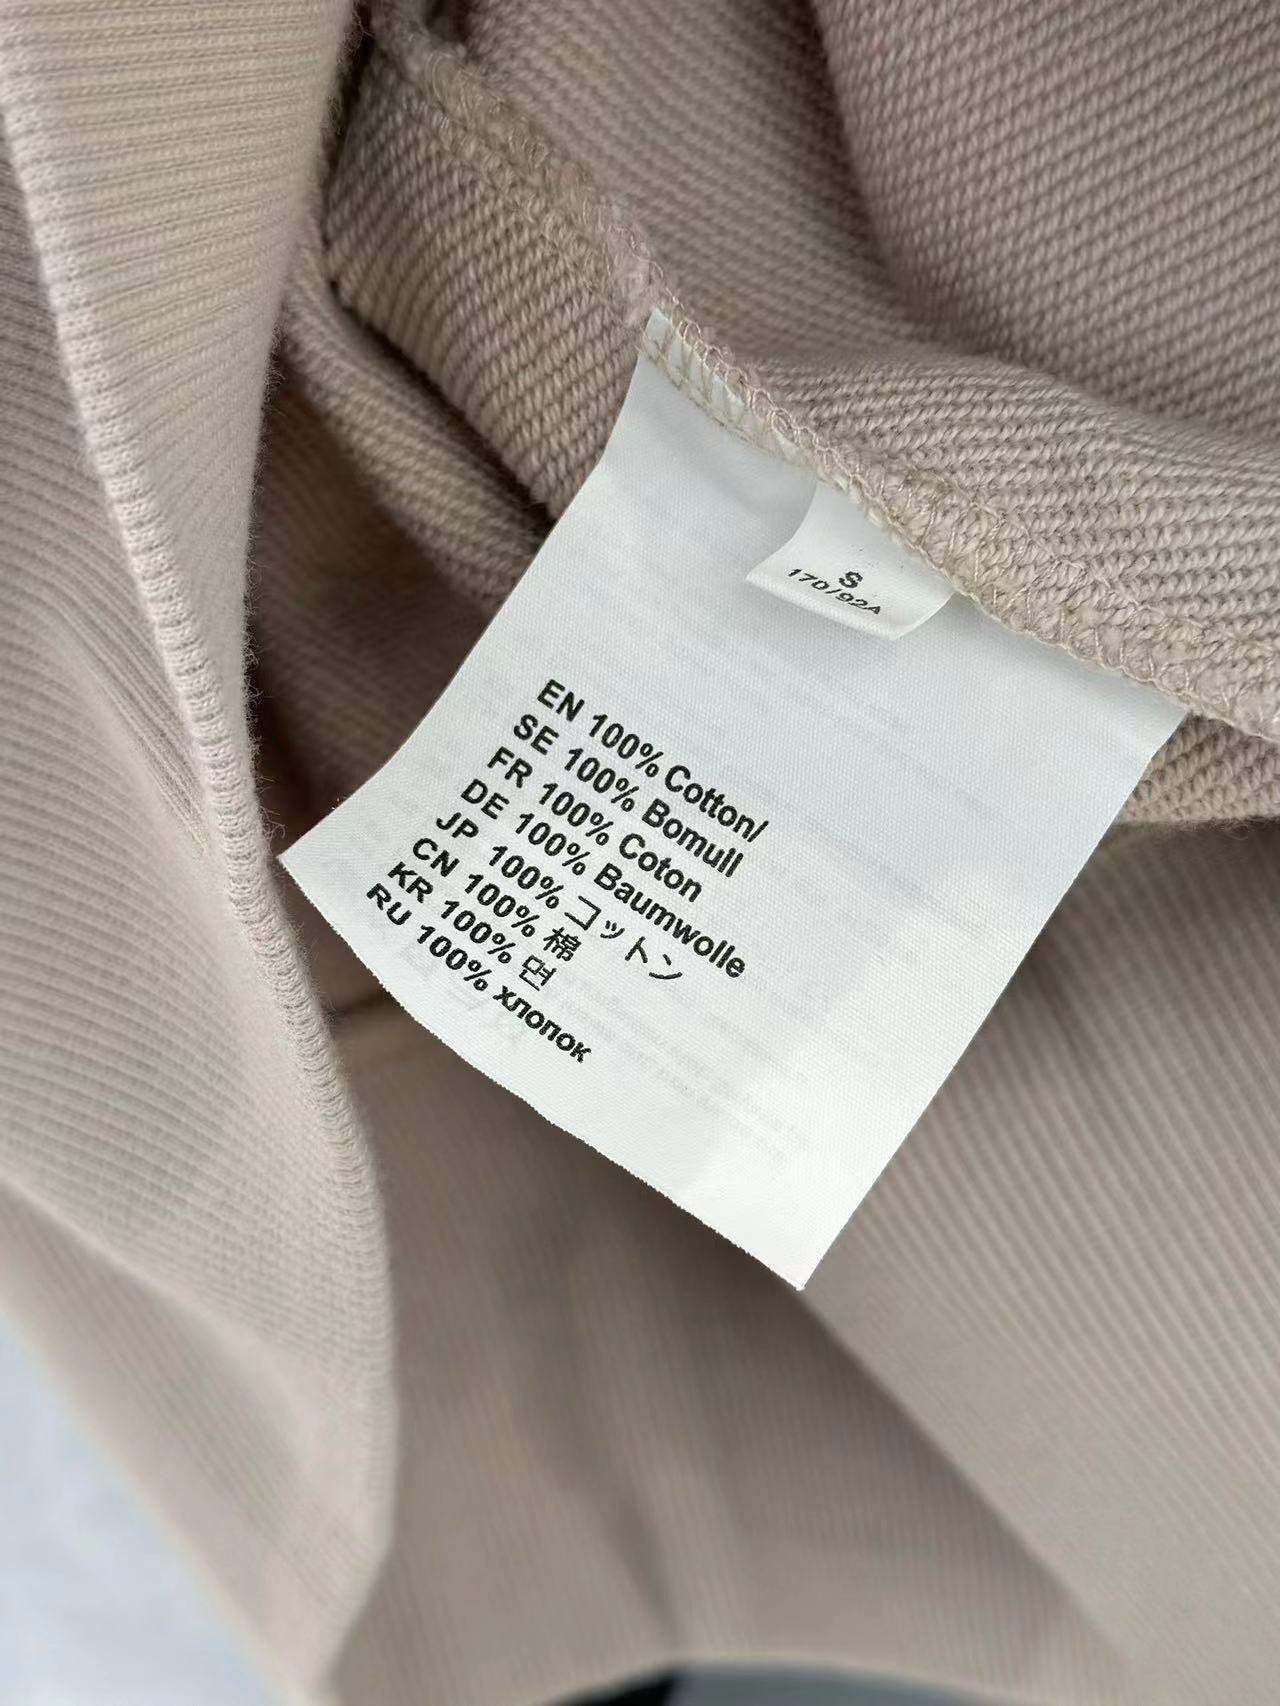 S
170/92A
EN 100% Cotton/
SE 100% Bomull
FR 100% Coton
DE 100% Baumwolle
JP 100% コットン
CN 100% 棉
KR 100% 면
RU 100% хлопок